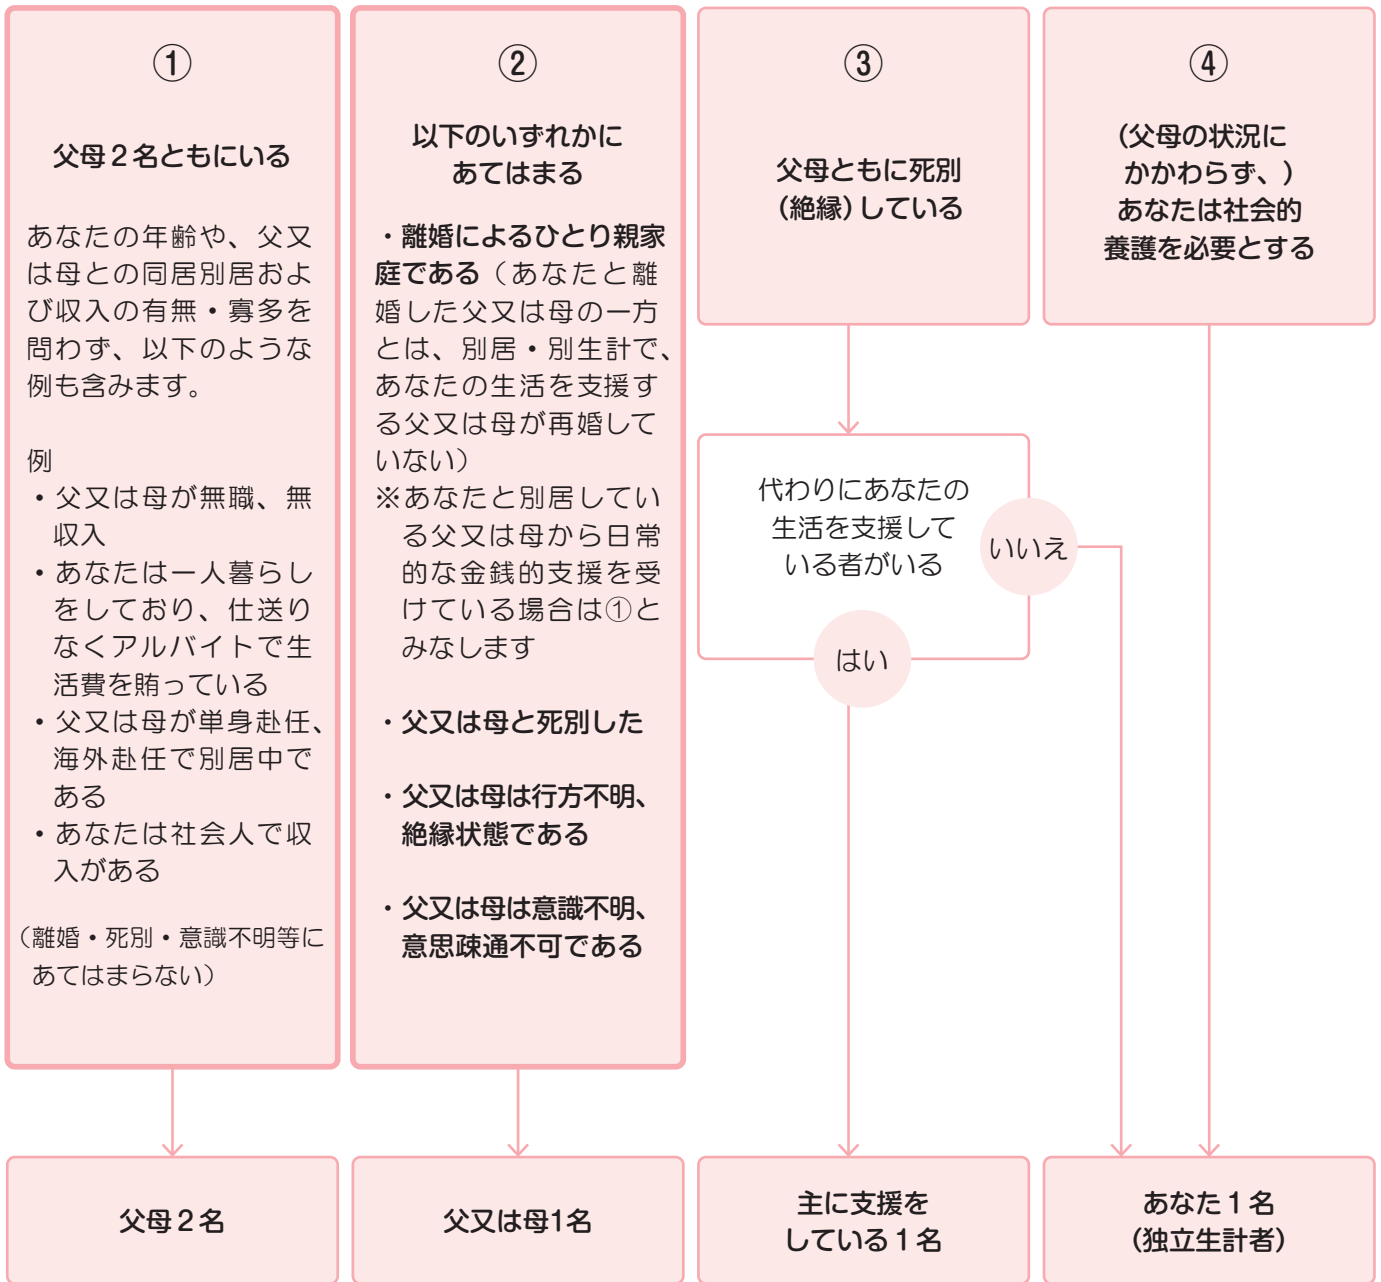 ①
父母２名ともにいる
あなたの年齢や、父又
は母との同居別居およ
び収入の有無・寡多を
問わず、以下のような
例も含みます。
例
・父又は母が無職、無
収入
・あなたは一人暮らし
をしており、仕送り
なくアルバイトで生
活費を賄っている
・父又は母が単身赴任、
海外赴任で別居中で
ある
・あなたは社会人で収
入がある
（離婚・死別・意識不明等に
あてはまらない）
父母２名
②
以下のいずれかに
あてはまる
・離婚によるひとり親家
庭である（あなたと離
婚した父又は母の一方
とは、別居・別生計で、
あなたの生活を支援す
る父又は母が再婚して
いない）
※あなたと別居してい
る父又は母から日常
的な金銭的支援を受
けている場合は①と
みなします
・父又は母と死別した
・父又は母は行方不明、
絶縁状態である
・父又は母は意識不明、
意思疎通不可である
父又は母1名
③
父母ともに死別
（絶縁）している
代わりにあなたの
生活を支援して
いる者がいる
いいえ
はい
主に支援を
している１名
④
（父母の状況に
かかわらず、）
あなたは社会的
養護を必要とする
あなた１名
（独立生計者）